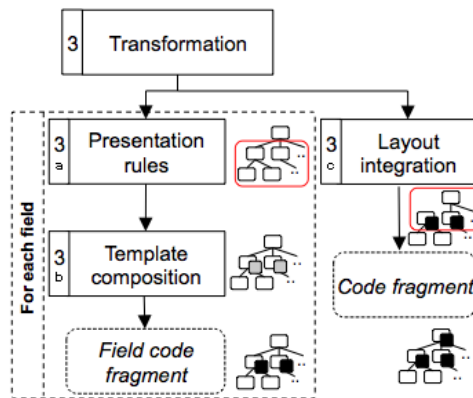 3 Transformation
For each field
3 a Presentation
rules
3 b Template
composition
Field code
fragment
3 c Layout
integration
Code fragment